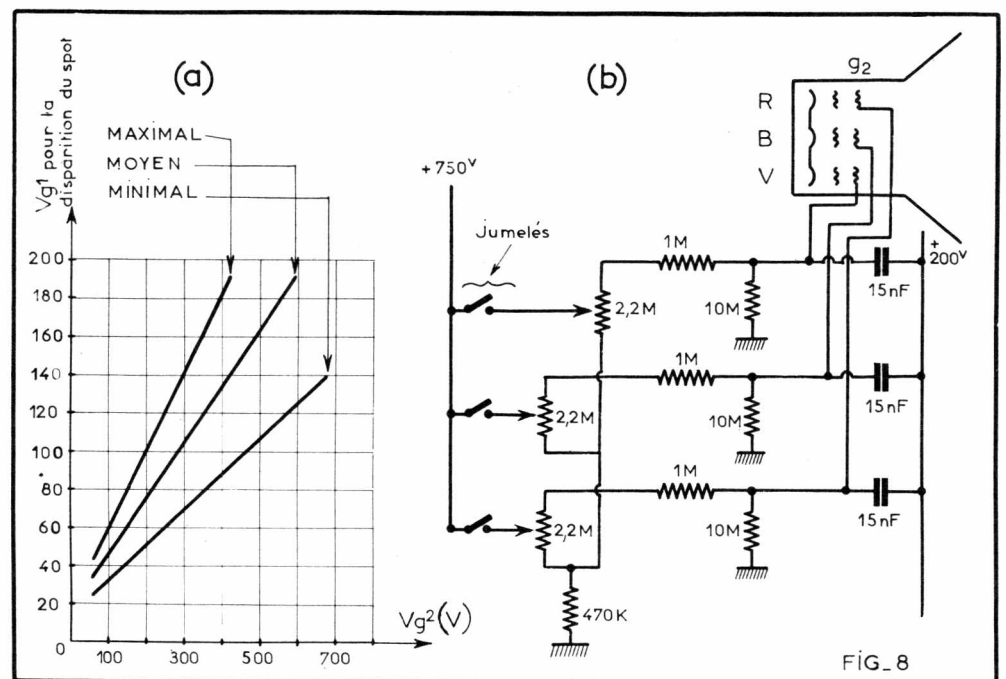 (a)
Vg1 pour la
disparition du spot
MAXIMAL
MOYEN
MINIMAL
200
180
160
140
120
100
80
60
40
20
0
100
300
500
700
Vg2(V)
(b)
g2
R
B
V
+750V
Jumelés
1M
2,2M
10M
15nF
+
200V
1M
2,2M
10M
15nF
1M
2,2M
10M
15nF
470K
FIG_8